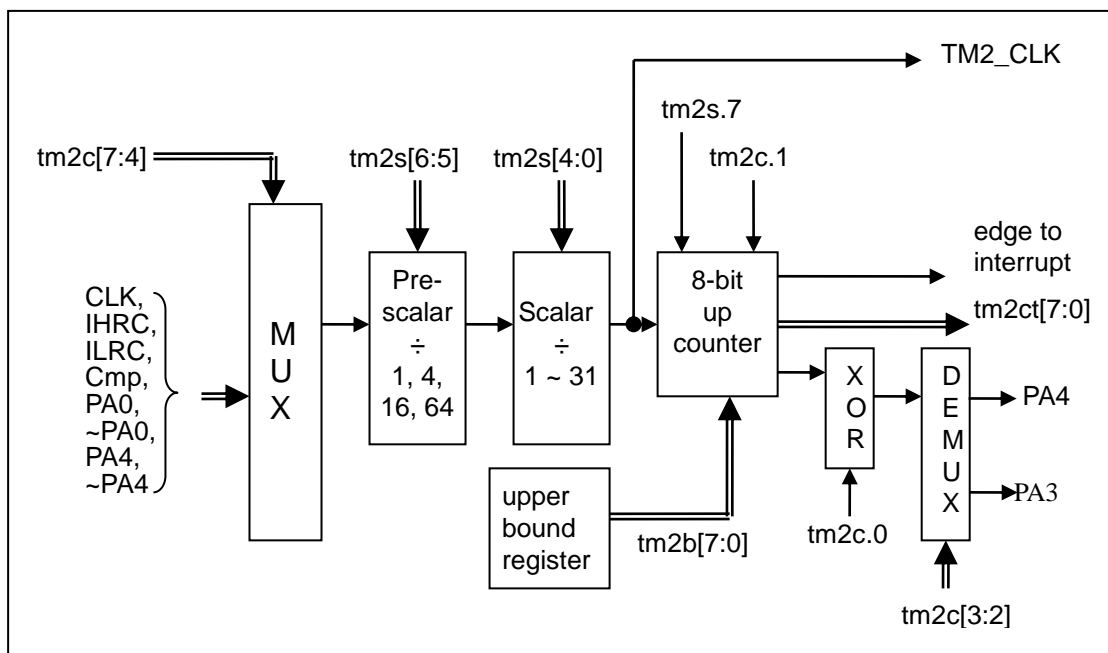 TM2_CLK
tm2s.7
tm2c[7:4]
tm2s[6:5]
tm2s[4:0]
tm2c.1
CLK,
IHRC,
ILRC,
Cmp,
PA0,
~PA0,
PA4,
~PA4
M
U
X
Pre-
scalar
÷
1, 4,
16, 64
Scalar
÷
1 ~ 31
8-bit
up
counter
edge to
interrupt
tm2ct[7:0]
X
O
R
D
E
M
U
X
PA4
PA3
upper
bound
register
tm2b[7:0]
tm2c.0
tm2c[3:2]